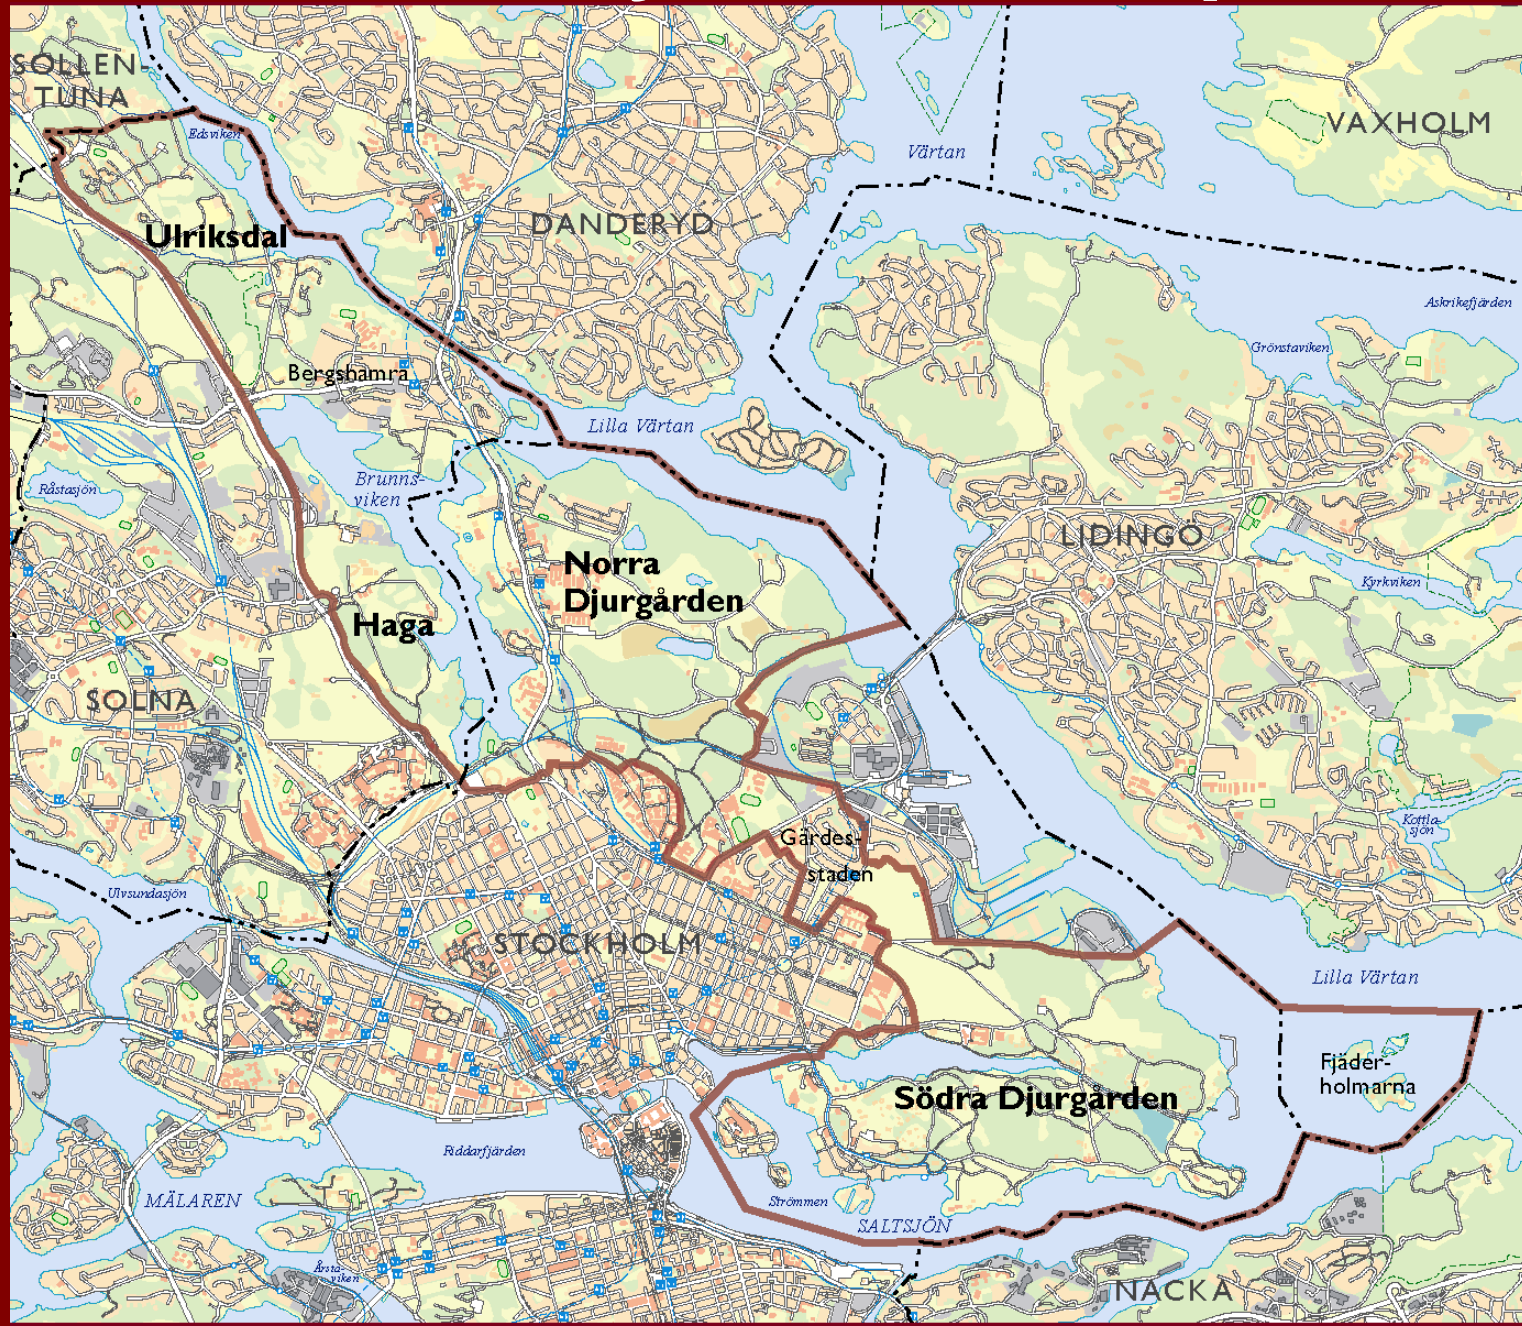 SOLLEN-
TUNA
Edsviken
Värtan
VAXHOLM
Ulriksdal
DANDERYD
Askrikefjärden
Grönstaviken
Bergshamra
Lilla Värtan
Brunns-
viken
Råstasjön
LIDINGÖ
Norra
Djurgården
Kyrkviken
Haga
SOLNA
Kottla-
sjön
Gärdes-
staden
Ulvsundasjön
STOCKHOLM
Lilla Värtan
Fjäder-
holmarna
Södra Djurgården
Riddarfjärden
MÄLAREN
Strömmen
SALTSJÖN
Årsta-
viken
NACKA